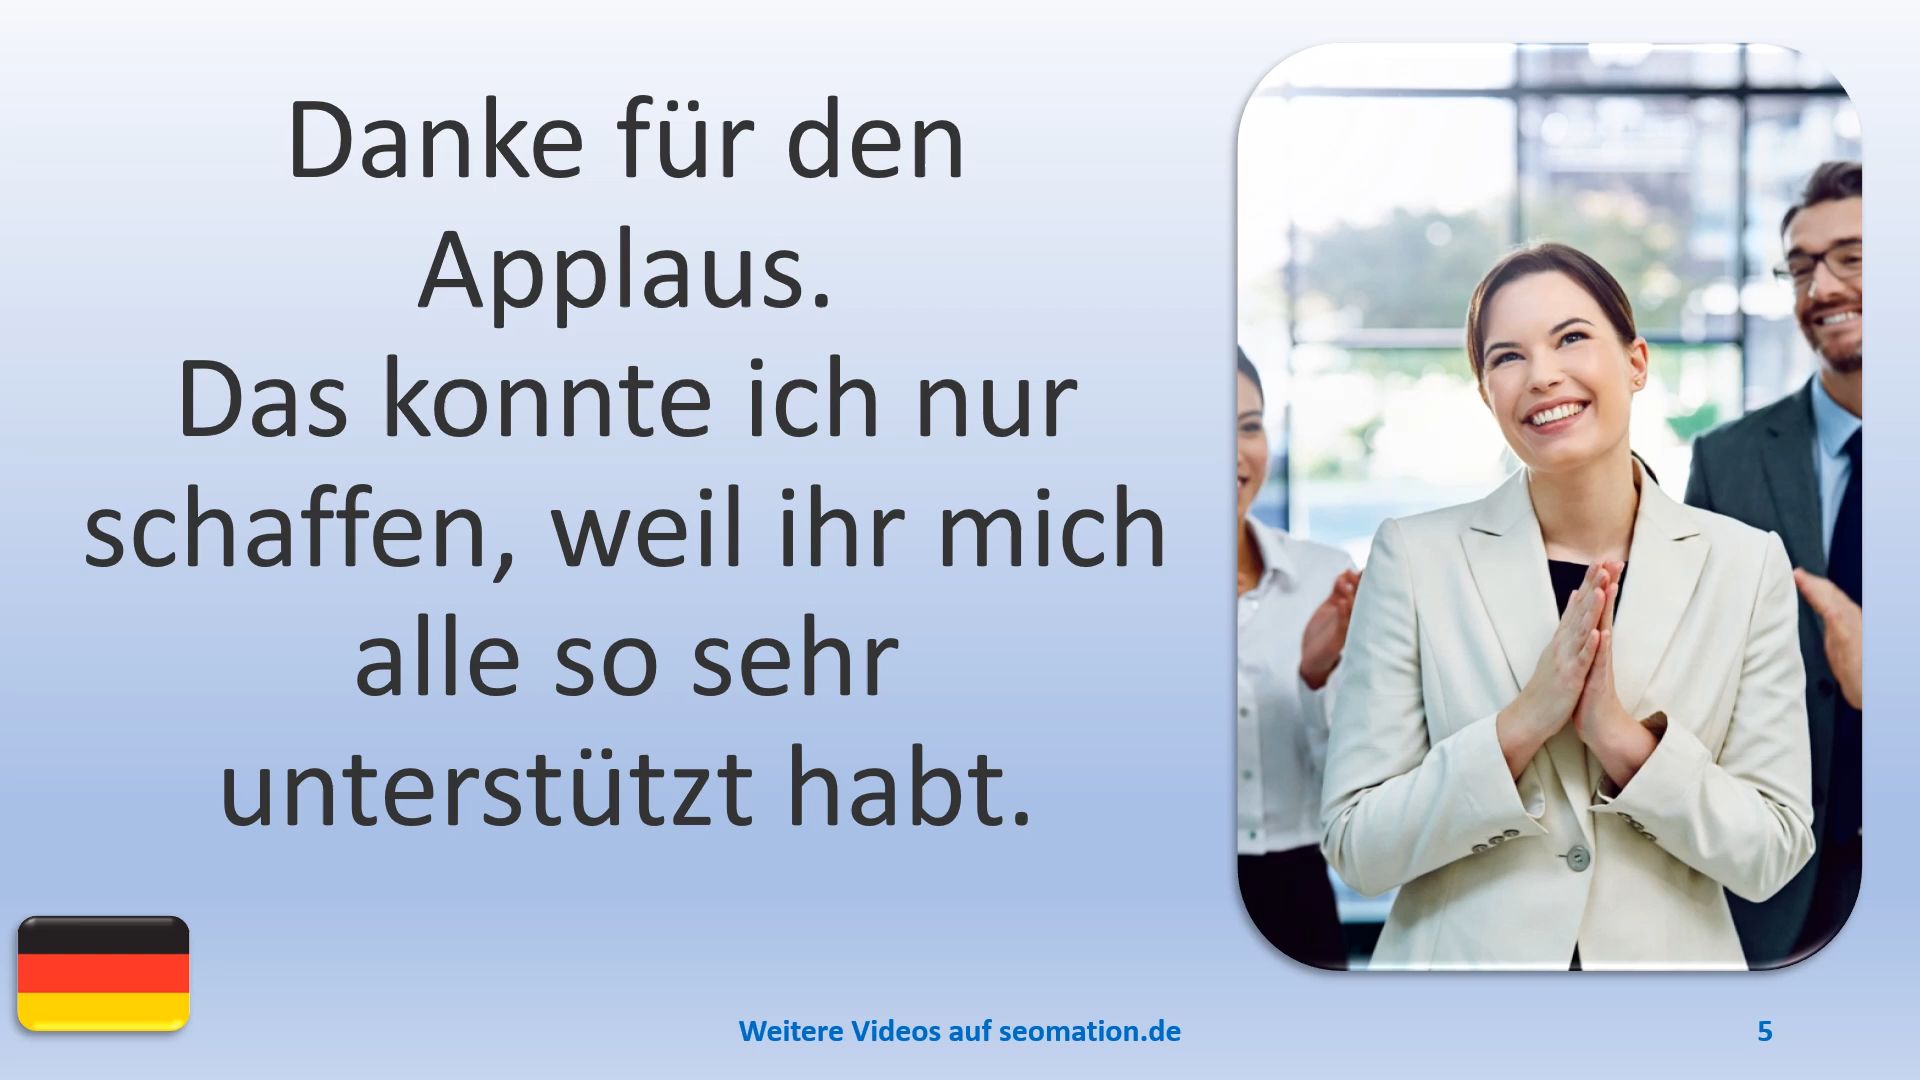 Danke für den
Applaus.
Das konnte ich nur
schaffen, weil ihr mich
alle so sehr
unterstützt habt.
Weitere Videos auf seomation.de
5